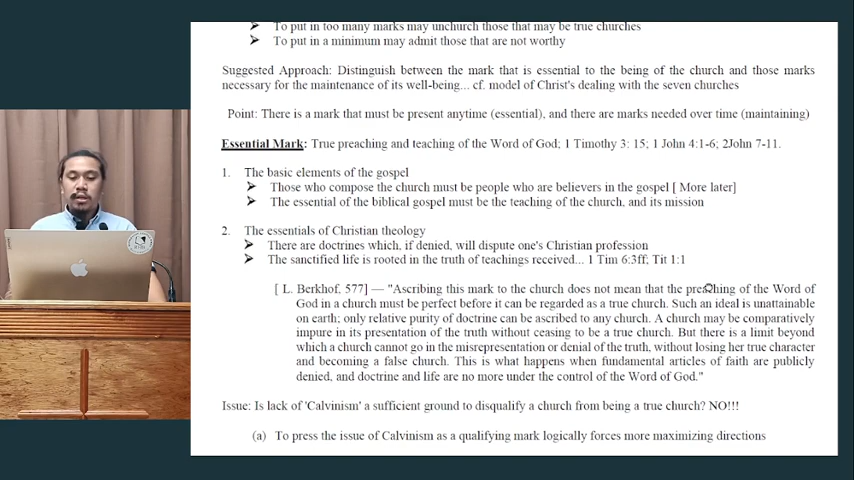 ➢ To put in too many marks may unchurch those that may be true churches
➢ To put in a minimum may admit those that are not worthy
Suggested Approach: Distinguish between the mark that is essential to the being of the church and those marks
necessary for the maintenance of its well-being... cf. model of Christ's dealing with the seven churches
Point: There is a mark that must be present anytime (essential), and there are marks needed over time (maintaining)
Essential Mark: True preaching and teaching of the Word of God; 1 Timothy 3: 15; 1 John 4:1-6; 2John 7-11.
1. The basic elements of the gospel
➢ Those who compose the church must be people who are believers in the gospel [ More later]
➢ The essential of the biblical gospel must be the teaching of the church, and its mission
2. The essentials of Christian theology
➢ There are doctrines which, if denied, will dispute one's Christian profession
➢ The sanctified life is rooted in the truth of teachings received... 1 Tim 6:3ff; Tit 1:1
[ L. Berkhof, 577] — "Ascribing this mark to the church does not mean that the preaching of the Word of
God in a church must be perfect before it can be regarded as a true church. Such an ideal is unattainable
on earth; only relative purity of doctrine can be ascribed to any church. A church may be comparatively
impure in its presentation of the truth without ceasing to be a true church. But there is a limit beyond
which a church cannot go in the misrepresentation or denial of the truth, without losing her true character
and becoming a false church. This is what happens when fundamental articles of faith are publicly
denied, and doctrine and life are no more under the control of the Word of God."
Issue: Is lack of 'Calvinism' a sufficient ground to disqualify a church from being a true church? NO!!!
(a) To press the issue of Calvinism as a qualifying mark logically forces more maximizing directions